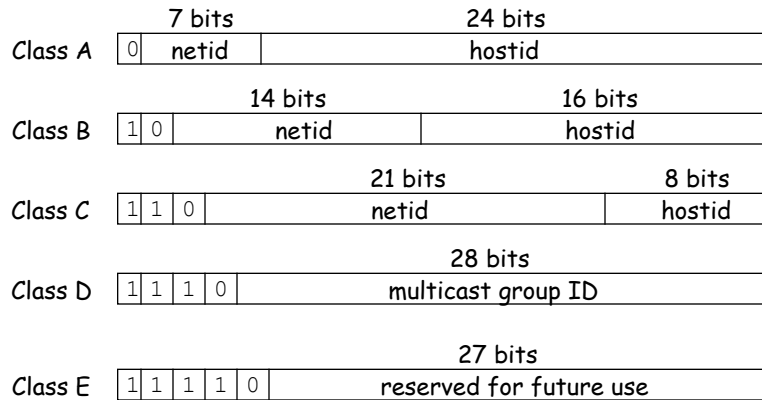 7 bits 24 bits
Class A 0 netid hostid
14 bits 16 bits
Class B 1 0 netid hostid
21 bits 8 bits
Class C 1 1 0 netid hostid
28 bits
Class D 1 1 1 0 multicast group ID
27 bits
Class E 1 1 1 1 0 reserved for future use